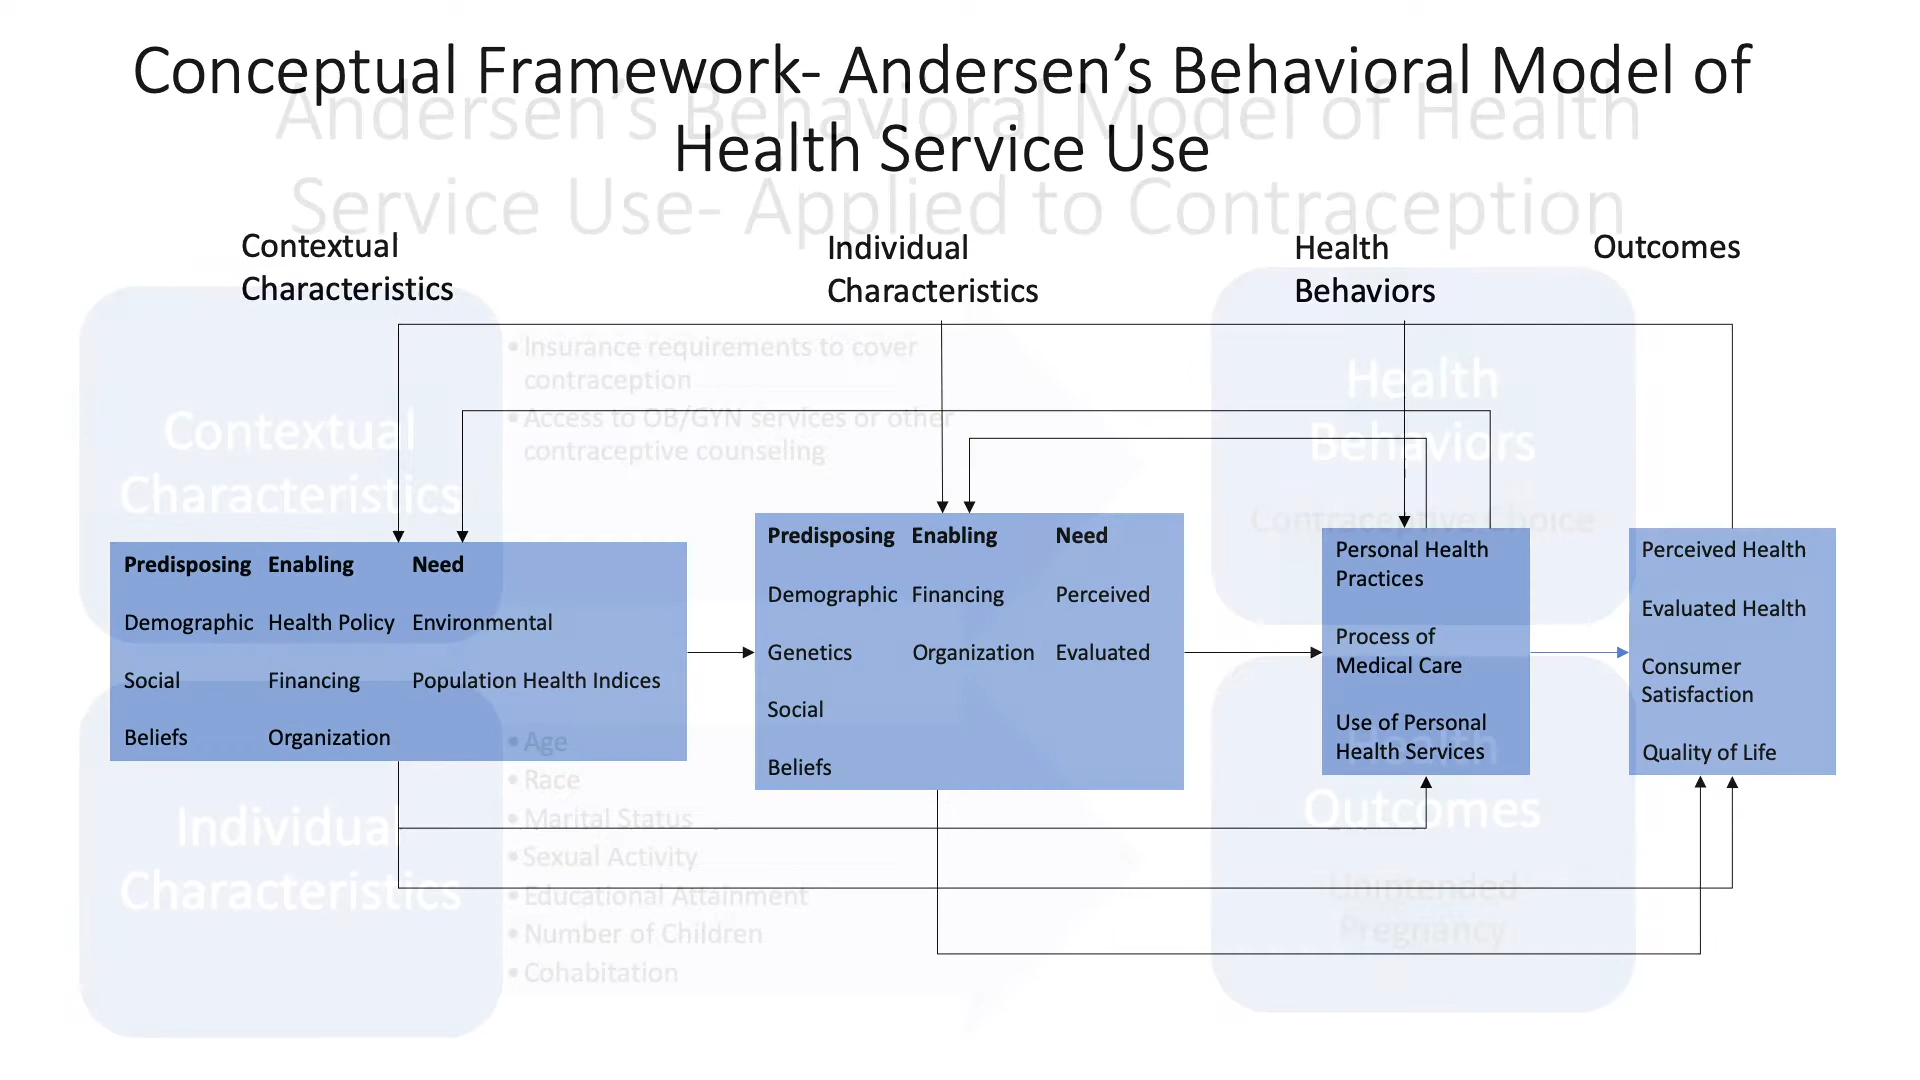 Conceptual Framework- Andersen’s Behavioral Model of
Health Service Use
Andersen’s Behavioral Model of Health
Service Use- Applied to Contraception
Contextual
Characteristics
Individual
Characteristics
Health
Behaviors
Outcomes
Predisposing Enabling Need
Demographic Health Policy Environmental
Social Financing Population Health Indices
Beliefs Organization
Predisposing Enabling Need
Demographic Financing Perceived
Genetics Organization Evaluated
Social
Beliefs
Personal Health
Practices
Process of
Medical Care
Use of Personal
Health Services
Perceived Health
Evaluated Health
Consumer
Satisfaction
Quality of Life
Contextual
Characteristics
• Insurance requirements to cover
contraception
• Access to OB/GYN services or other
contraceptive counseling
Health
Behaviors
Contraceptive Choice
Individual
Characteristics
• Age
• Race
• Marital Status
• Sexual Activity
• Educational Attainment
• Number of Children
• Cohabitation
Health
Outcomes
Unintended
Pregnancy